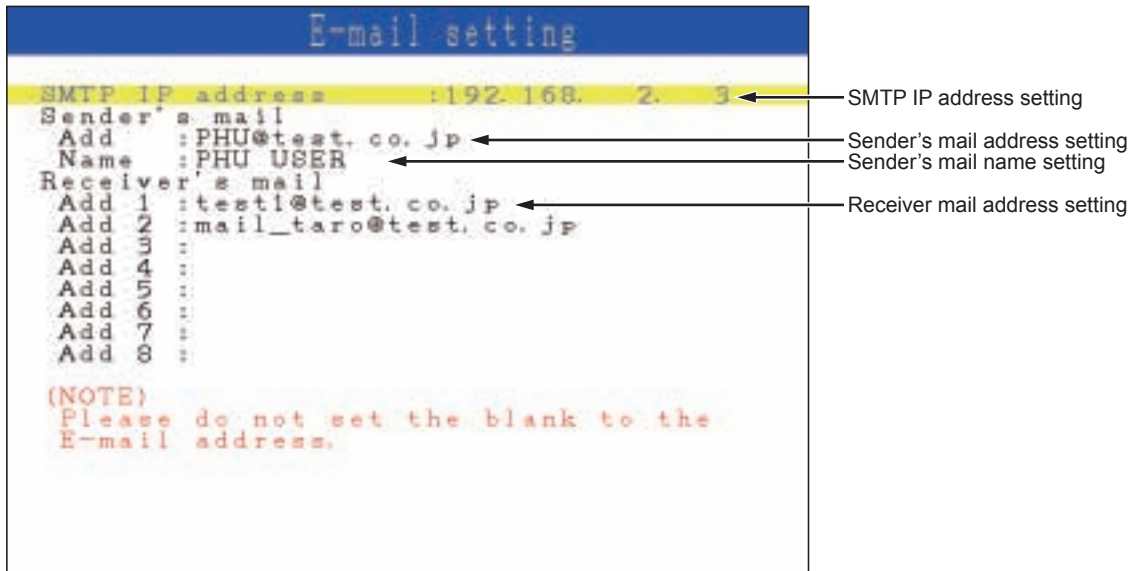 E-mail setting
SMTP IP address :192.168. 2. 3
SMTP IP address setting
Sender's mail
Add :PHU@test.co.jp
Sender's mail address setting
Name :PHU USER
Sender's mail name setting
Receiver's mail
Add 1 :test1@test.co.jp
Receiver mail address setting
Add 2 :mail_taro@test.co.jp
Add 3 :
Add 4 :
Add 5 :
Add 6 :
Add 7 :
Add 8 :
(NOTE)
Please do not set the blank to the
E-mail address.